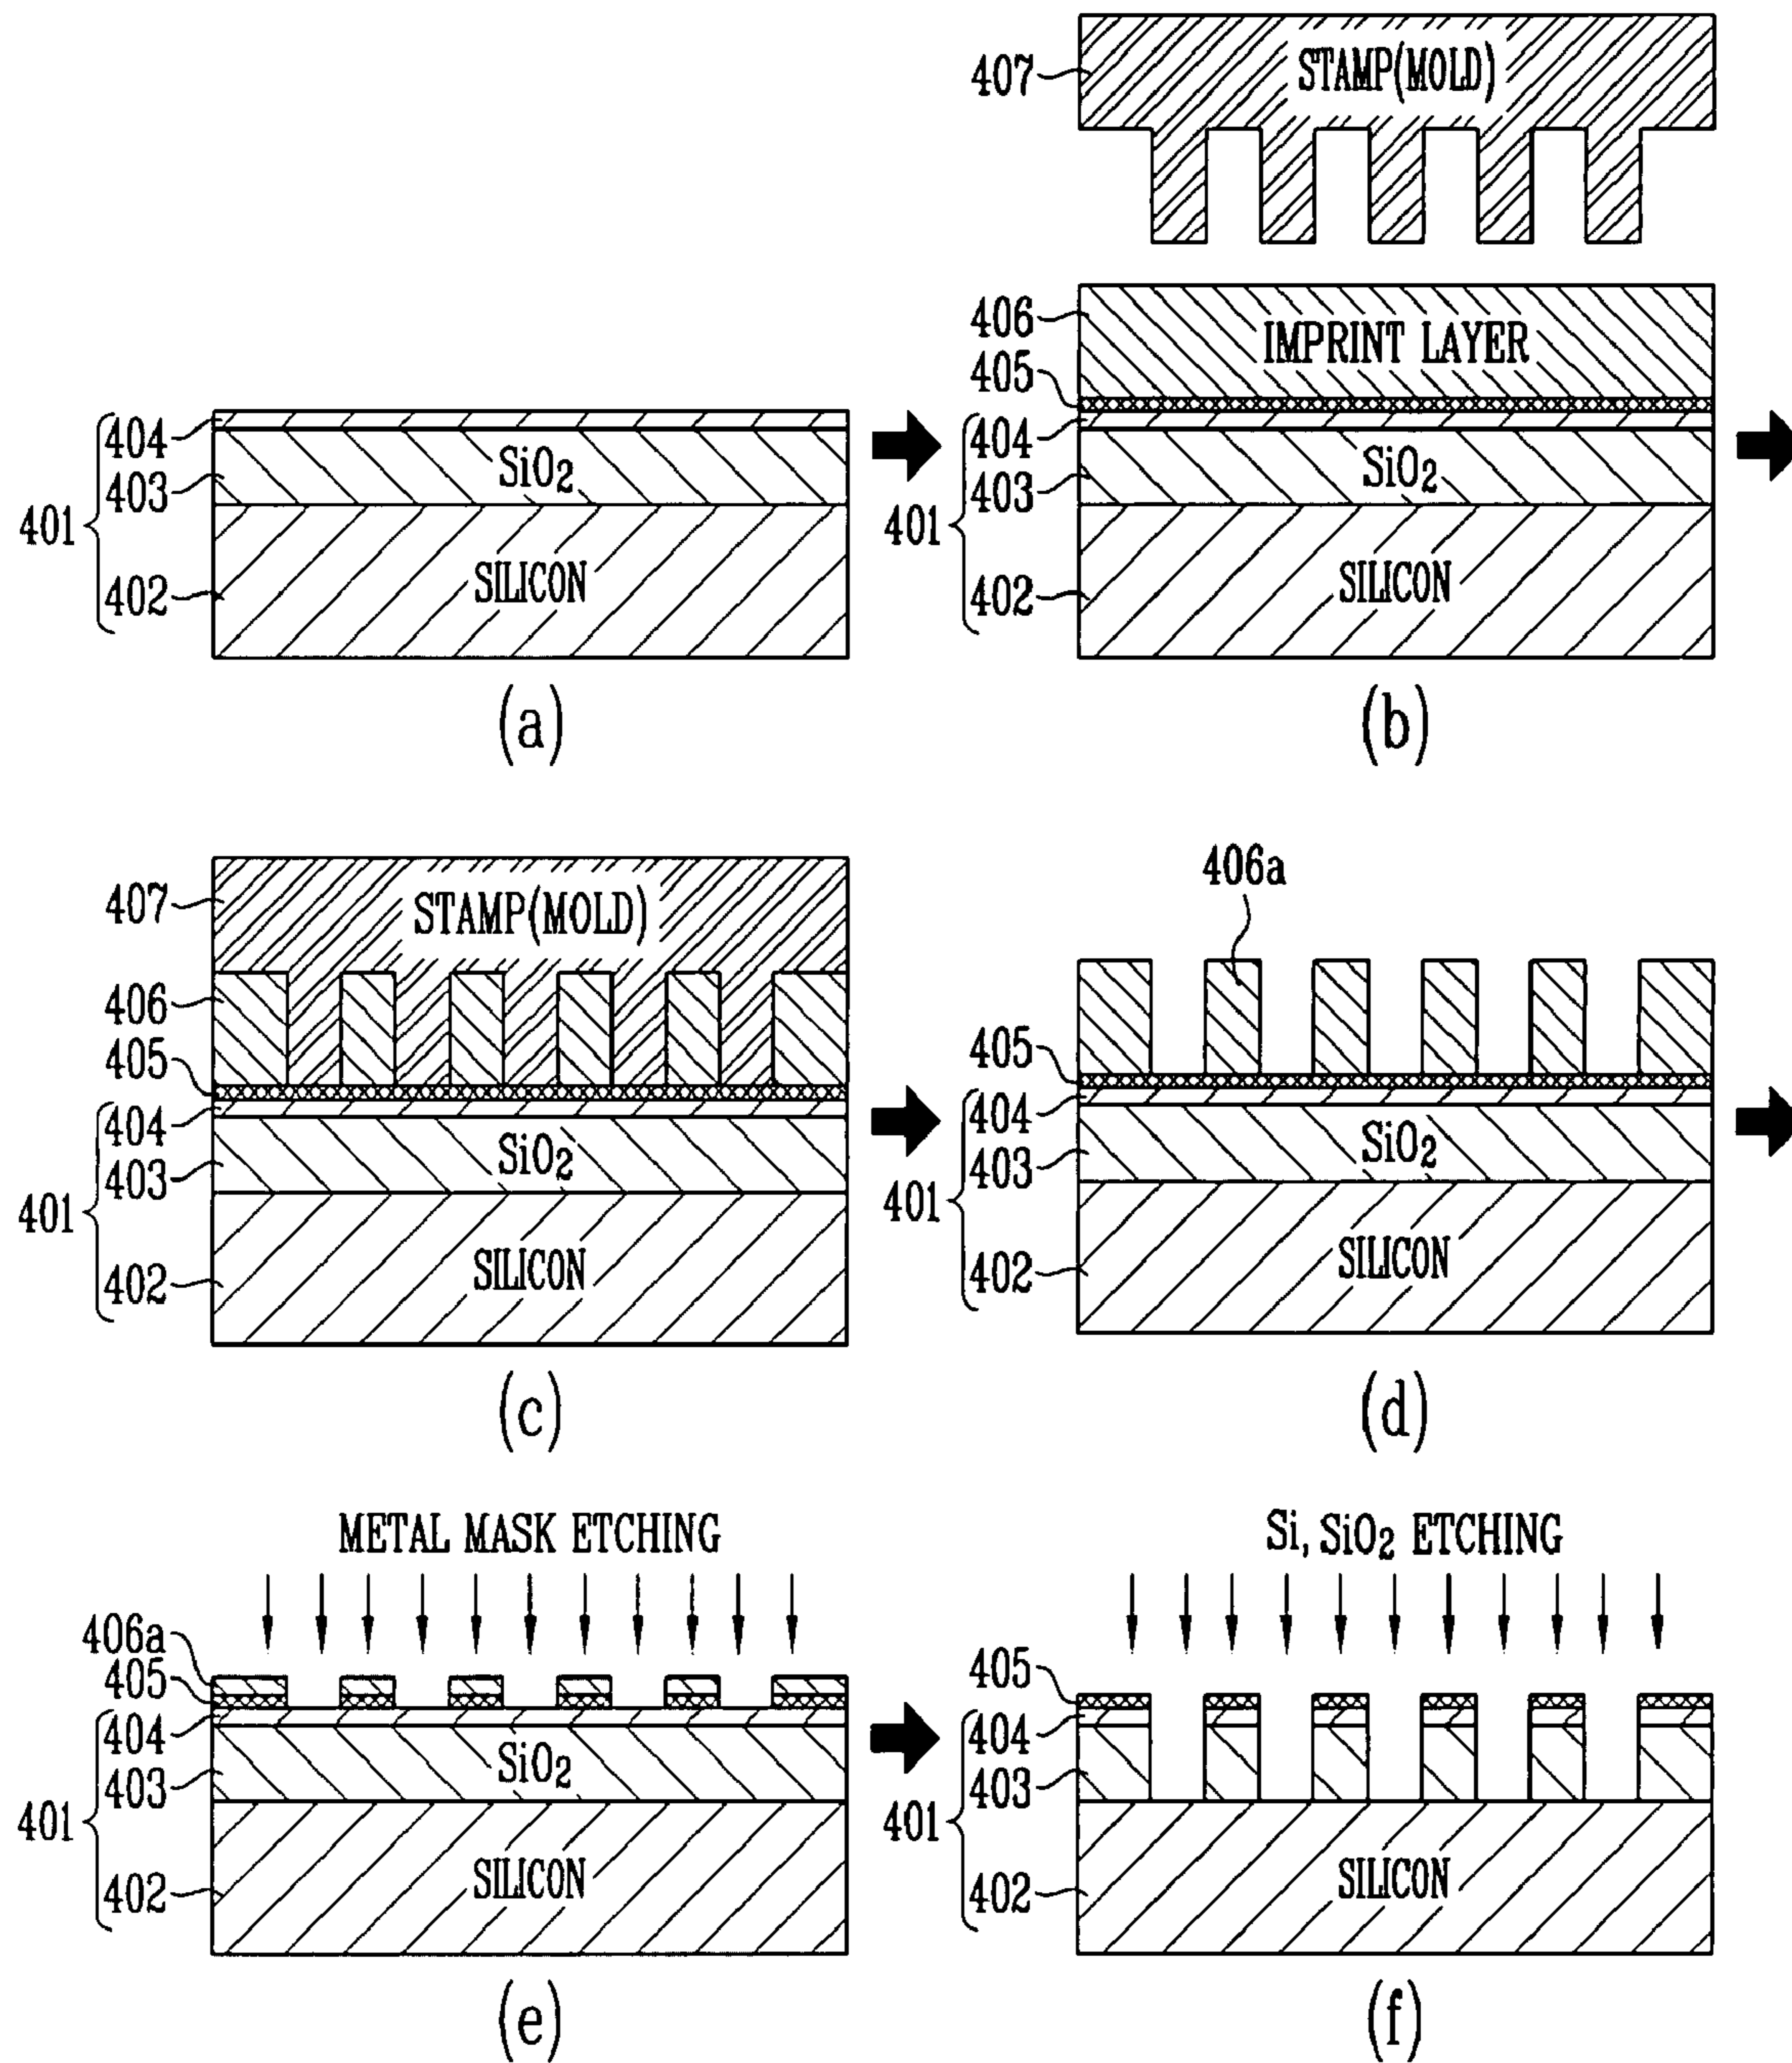 407
STAMP(MOLD)
406
IMPRINT LAYER
405
404
404
403
SiO2
403
SiO2
401
401
402
SILICON
402
SILICON
(a)
(b)
407
STAMP(MOLD)
406a
406
405
405
404
404
403
SiO2
403
SiO2
401
401
402
SILICON
402
SILICON
(c)
(d)
METAL MASK ETCHING
Si, SiO2 ETCHING
406a
405
405
404
404
403
SiO2
403
401
401
402
SILICON
402
SILICON
(e)
(f)